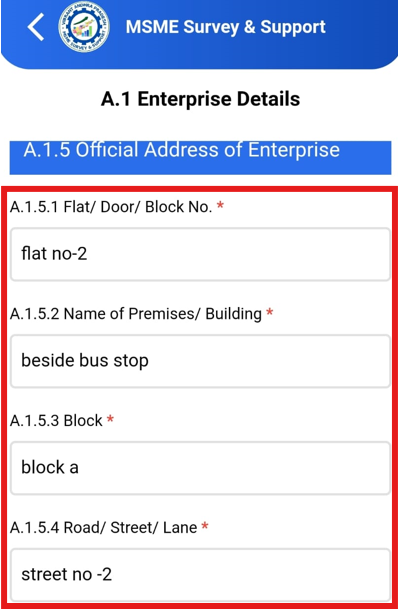 MSME Survey & Support
A.1 Enterprise Details
A.1.5 Official Address of Enterprise
A.1.5.1 Flat/ Door/ Block No. *
flat no-2
A.1.5.2 Name of Premises/ Building *
beside bus stop
A.1.5.3 Block *
block a
A.1.5.4 Road/ Street/ Lane *
street no -2